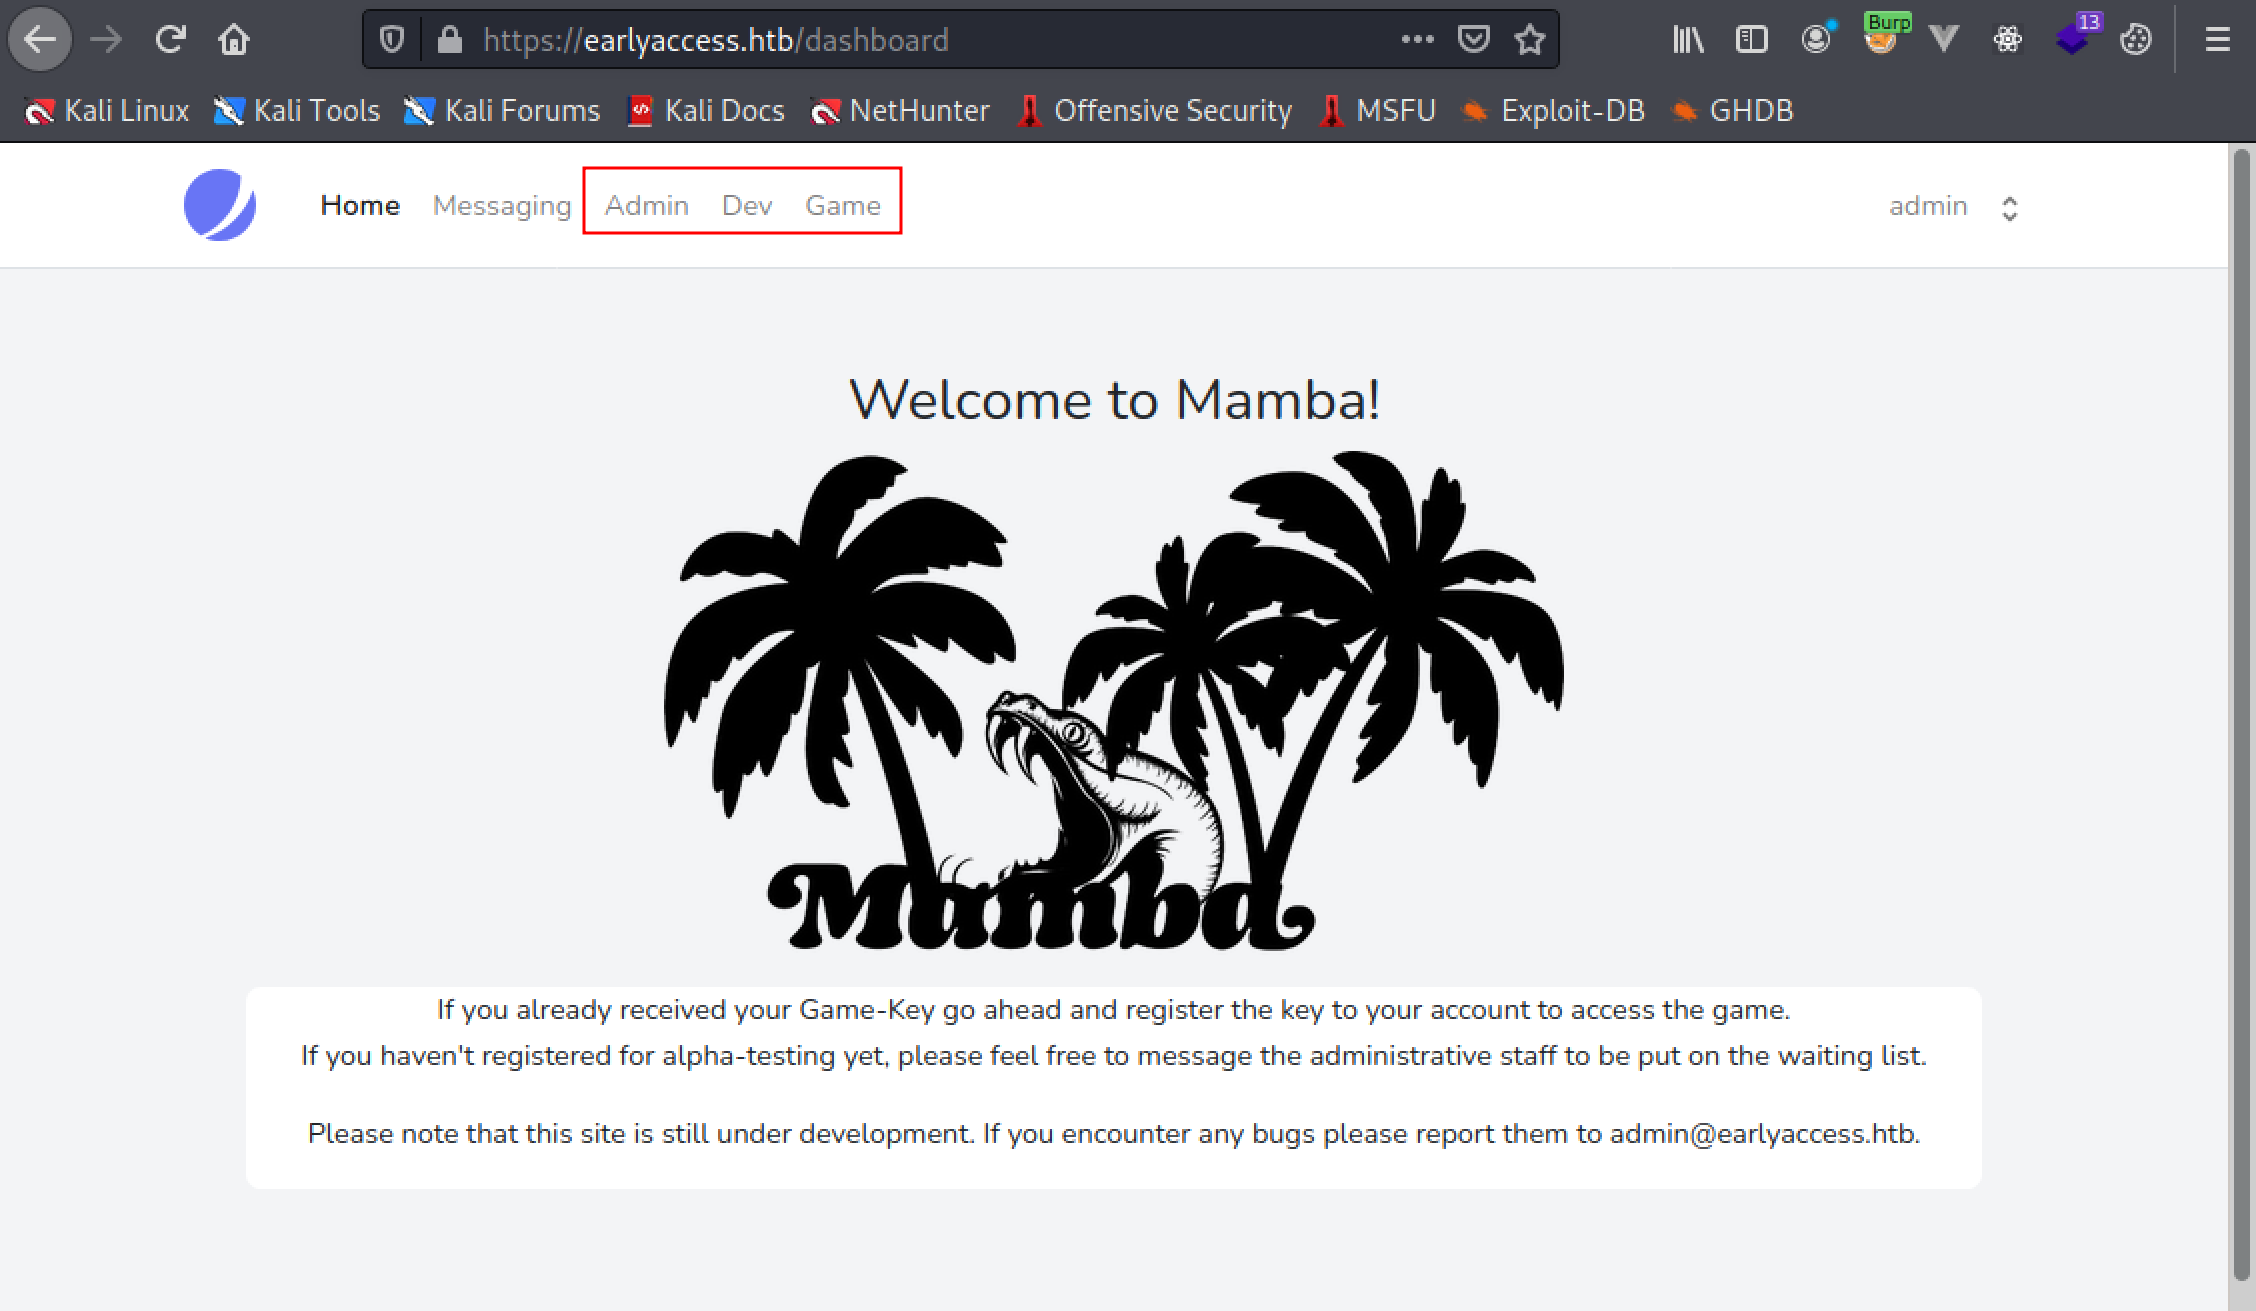 https://earlyaccess.htb/dashboard
Burp
13
Kali Linux Kali Tools Kali Forums Kali Docs NetHunter Offensive Security MSFU Exploit-DB GHDB
Home Messaging Admin Dev Game admin
Welcome to Mamba!
Mamba
If you already received your Game-Key go ahead and register the key to your account to access the game.
If you haven't registered for alpha-testing yet, please feel free to message the administrative staff to be put on the waiting list.
Please note that this site is still under development. If you encounter any bugs please report them to admin@earlyaccess.htb.